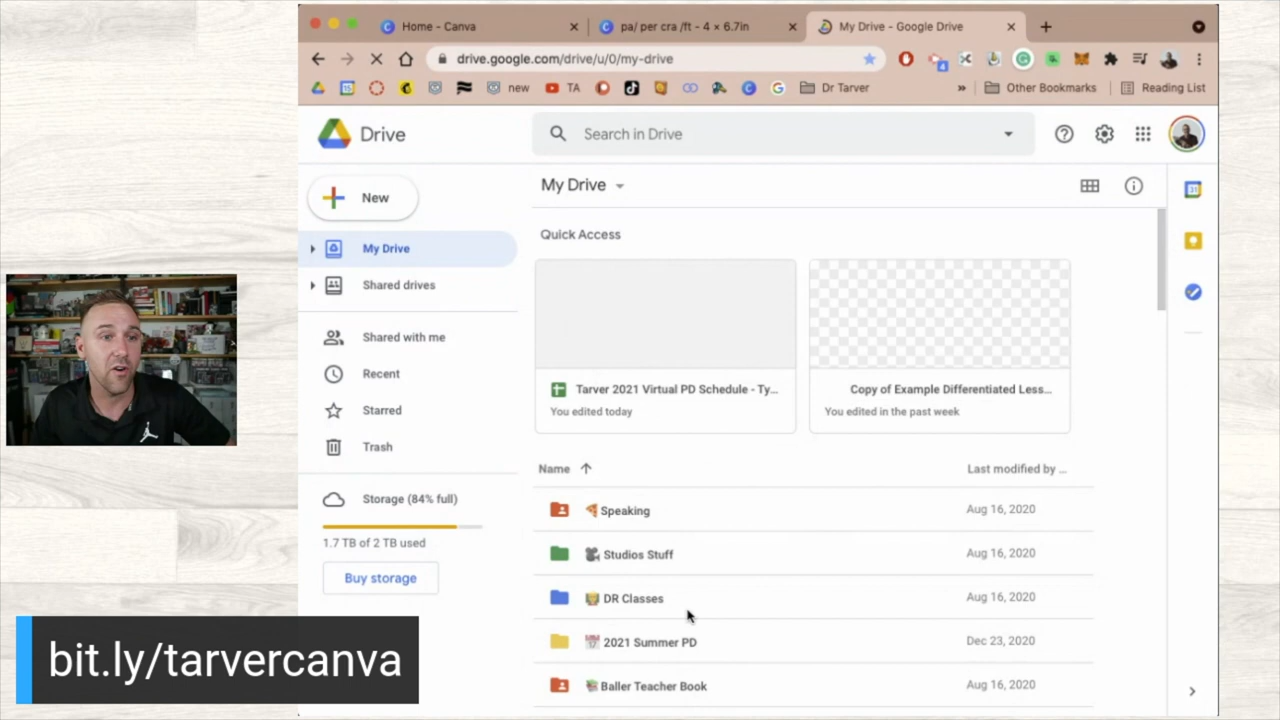 Home - Canva
pa/ per cra /ft - 4 × 6.7in
My Drive - Google Drive
drive.google.com/drive/u/0/my-drive
4
31
new
TA
Dr Tarver
»
Other Bookmarks
Reading List
Drive
Search in Drive
New
My Drive
Shared drives
Shared with me
Recent
Starred
Trash
Storage (84% full)
1.7 TB of 2 TB used
Buy storage
My Drive
Quick Access
Tarver 2021 Virtual PD Schedule - Ty...
You edited today
Copy of Example Differentiated Less...
You edited in the past week
Name
Last modified by ...
Speaking
Aug 16, 2020
Studios Stuff
Aug 16, 2020
DR Classes
Aug 16, 2020
2021 Summer PD
Dec 23, 2020
Baller Teacher Book
Aug 16, 2020
31
bit.ly/tarvercanva